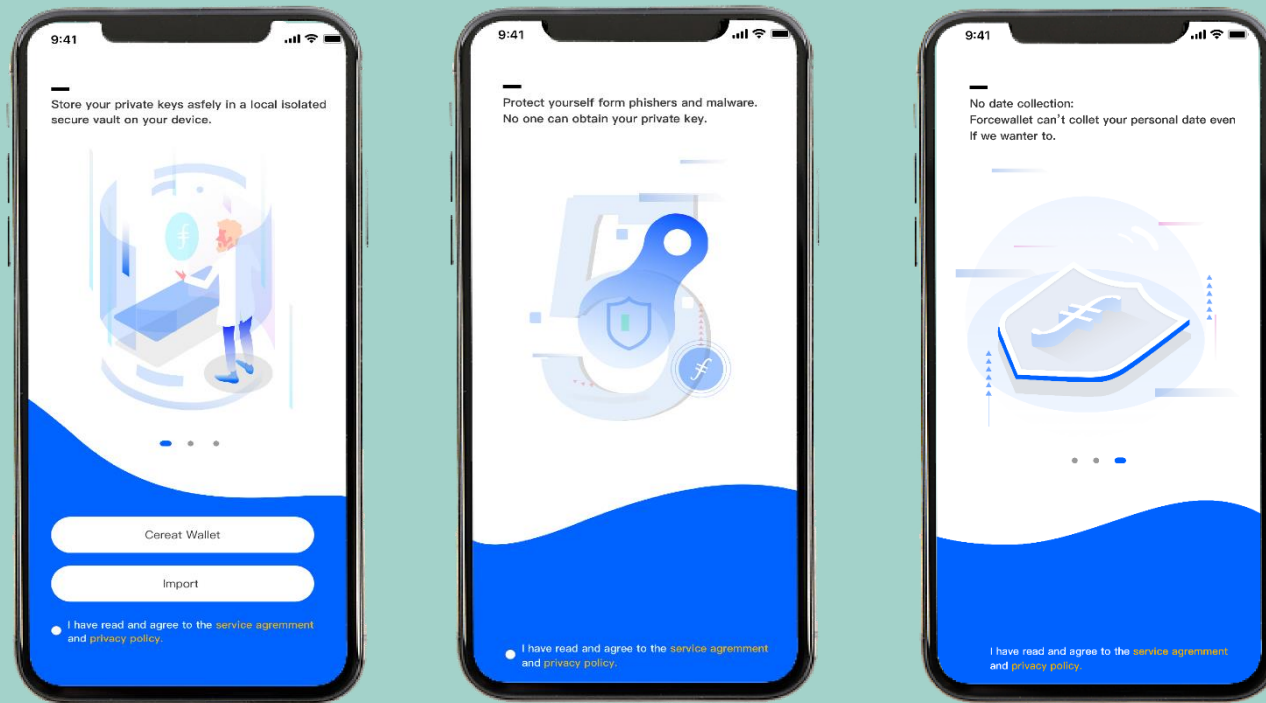 9:41
Store your private keys asfely in a local isolated
secure vault on your device.
Cereat Wallet
Import
I have read and agree to the service agremment
and privacy policy.
9:41
Protect yourself form phishers and malware.
No one can obtain your private key.
I have read and agree to the service agremment
and privacy policy.
9:41
No date collection:
Forcewallet can't collet your personal date even
If we wanter to.
I have read and agree to the service agremment
and privacy policy.